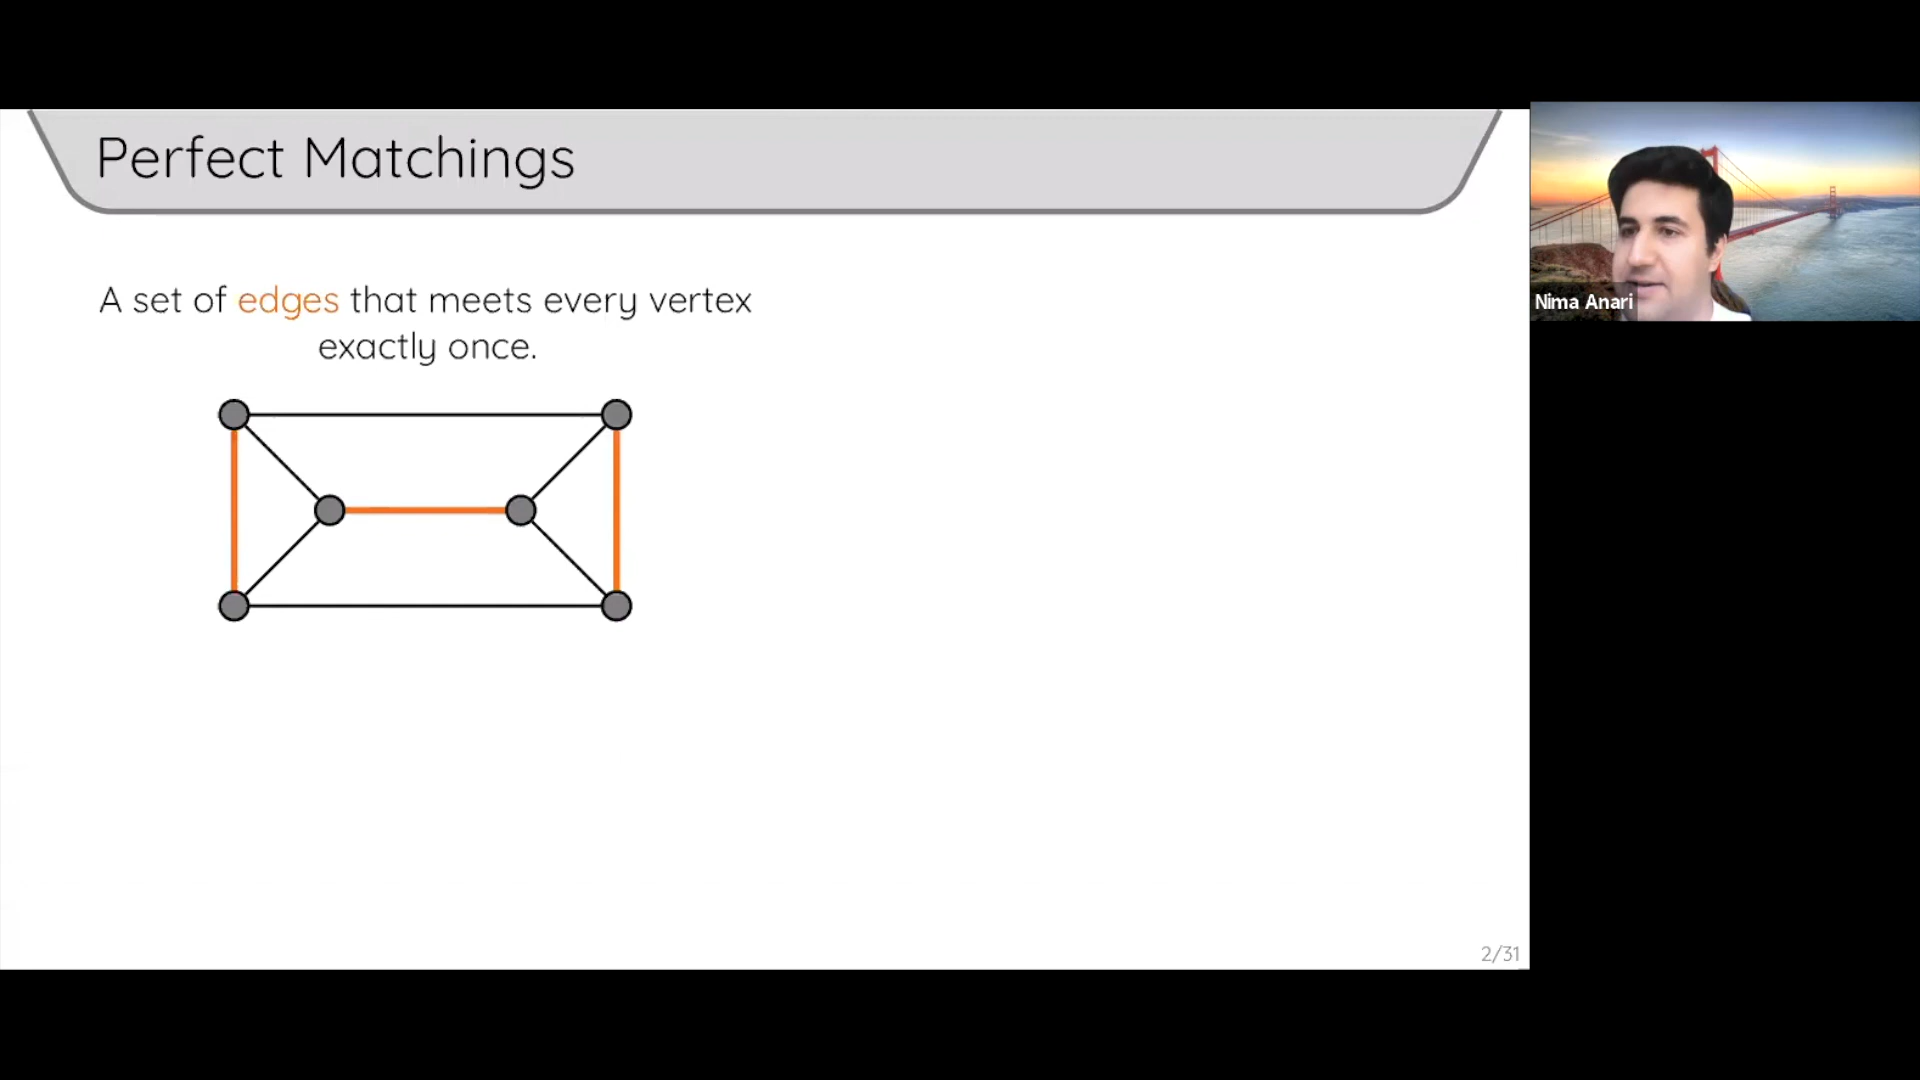 Perfect Matchings
A set of edges that meets every vertex
exactly once.
Nima Anari
2/31